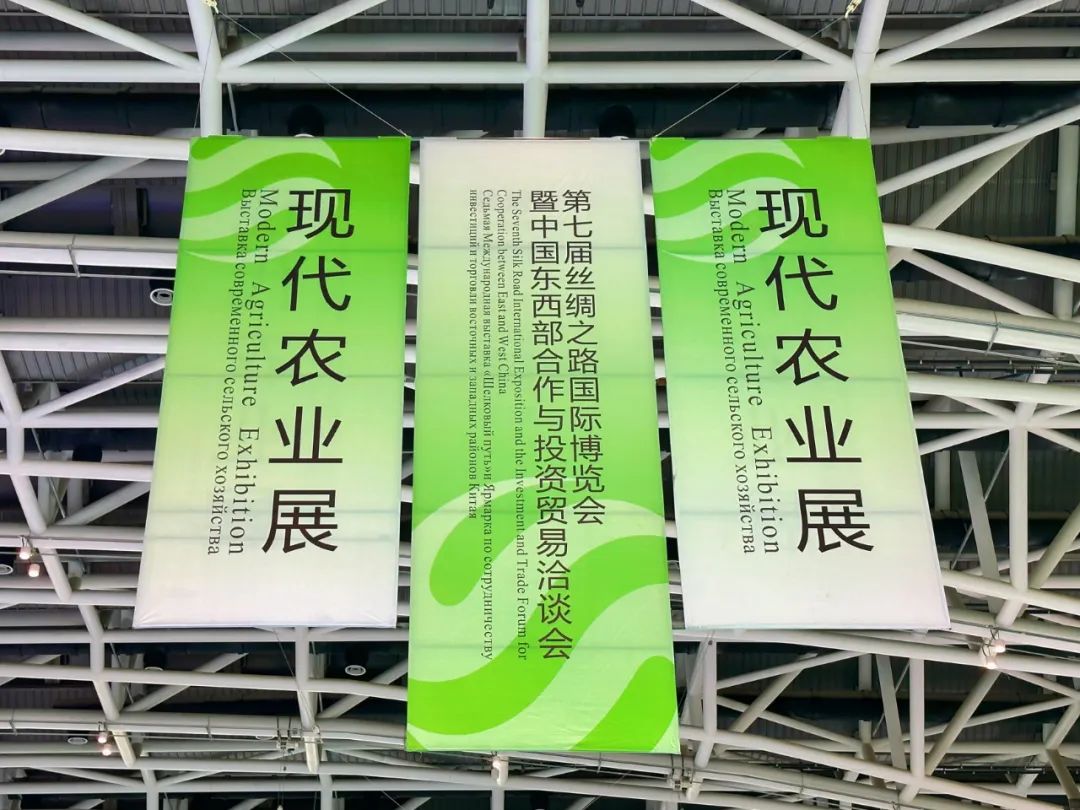 现代农业展
Modern Agriculture Exhibition
Выставка современного сельского хозяйства
第七届丝绸之路国际博览会
暨中国东西部合作与投资贸易洽谈会
The Seventh Silk Road International Exposition and the Investment and Trade Forum for
Cooperation between East and West China
Седьмая Международная выставка «Шелковый путь»и Ярмарка по сотрудничеству
инвестиций и торговли восточных и западных районов Китая
现代农业展
Modern Agriculture Exhibition
Выставка современного сельского хозяйства